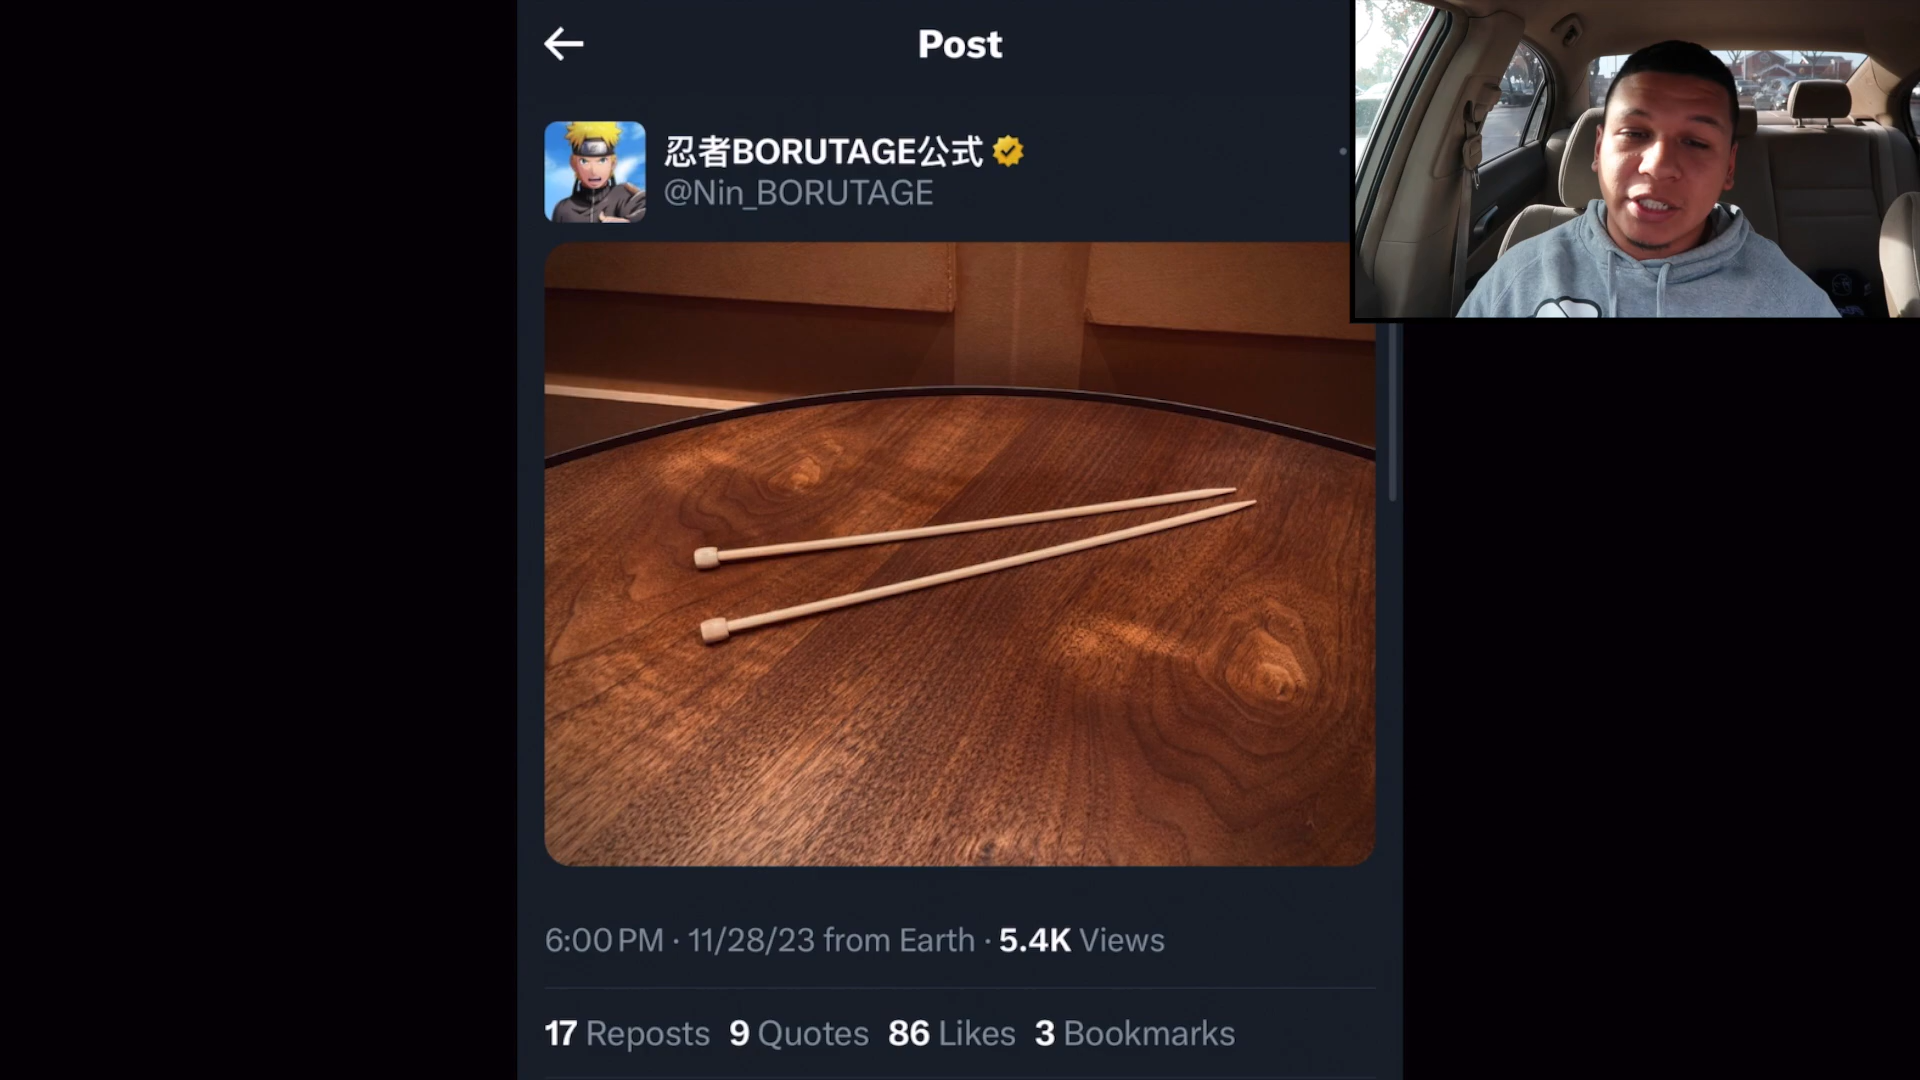 Post
忍者BORUTAGE公式
@Nin_BORUTAGE
6:00 PM · 11/28/23 from Earth · 5.4K Views
17 Reposts 9 Quotes 86 Likes 3 Bookmarks